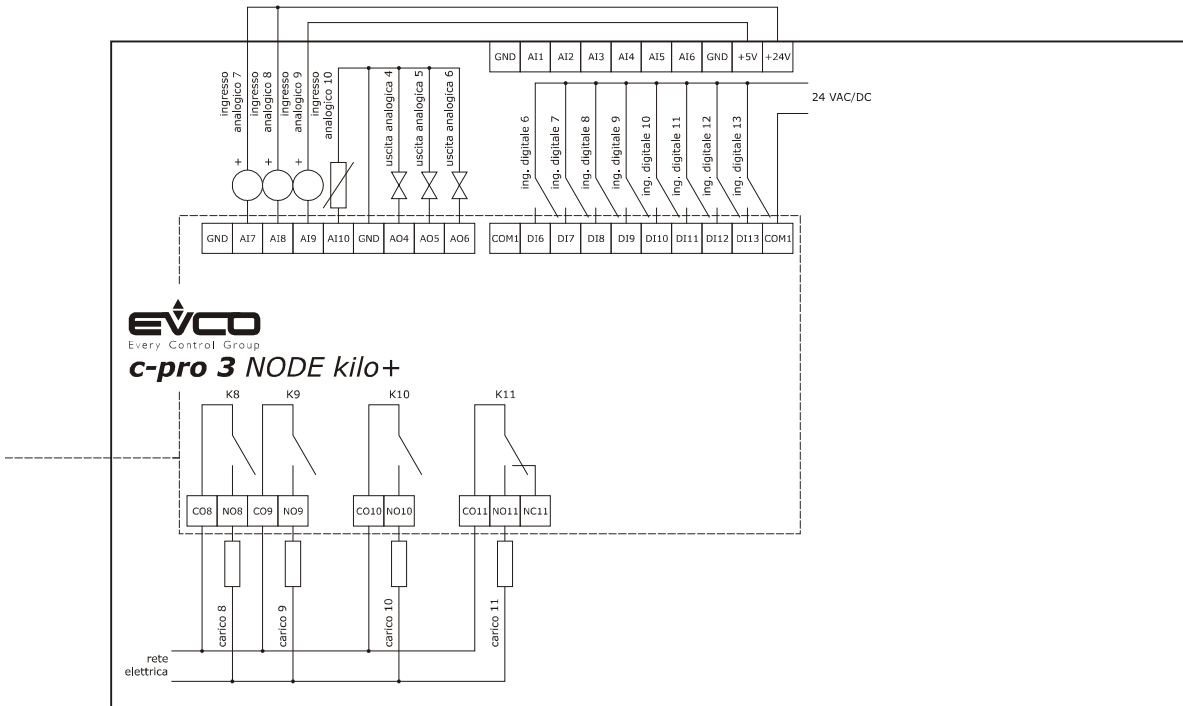 GND AI1 AI2 AI3 AI4 AI5 AI6 GND +5V +24V
ingresso
analogico 7
ingresso
analogico 8
ingresso
analogico 9
ingresso
analogico 10
uscita analogica 4
uscita analogica 5
uscita analogica 6
24 VAC/DC
ing. digitale 6
ing. digitale 7
ing. digitale 8
ing. digitale 9
ing. digitale 10
ing. digitale 11
ing. digitale 12
ing. digitale 13
+ + +
GND AI7 AI8 AI9 AI10 GND AO4 AO5 AO6
COM1 DI6 DI7 DI8 DI9 DI10 DI11 DI12 DI13 COM1
EVCO
Every Control Group
c-pro 3 NODE kilo+
K8 K9 K10 K11
CO8 NO8 CO9 NO9 CO10 NO10 CO11 NO11 NC11
carico 8
carico 9
carico 10
carico 11
rete
elettrica